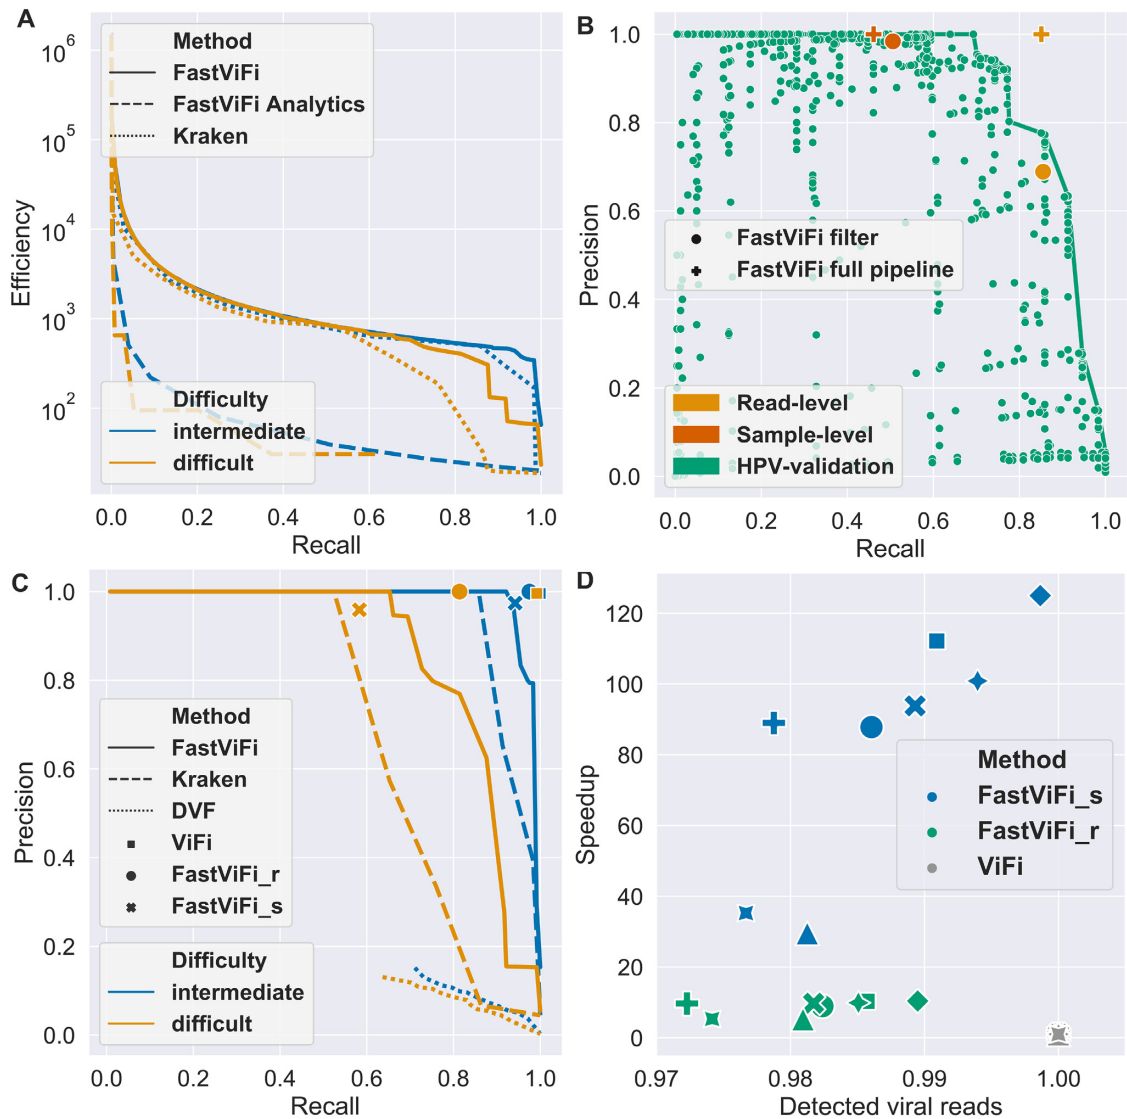 A
Method
FastViFi
FastViFi Analytics
Kraken
Difficulty
intermediate
difficult
Efficiency
10^6
10^5
10^4
10^3
10^2
0.0 0.2 0.4 0.6 0.8 1.0
Recall
B
Precision
1.0
0.8
0.6
0.4
0.2
0.0
FastViFi filter
FastViFi full pipeline
Read-level
Sample-level
HPV-validation
0.0 0.2 0.4 0.6 0.8 1.0
Recall
C
Precision
1.0
0.8
0.6
0.4
0.2
0.0
Method
FastViFi
Kraken
DVF
ViFi
FastViFi_r
FastViFi_s
Difficulty
intermediate
difficult
0.0 0.2 0.4 0.6 0.8 1.0
Recall
D
Speedup
120
100
80
60
40
20
0
Method
FastViFi_s
FastViFi_r
ViFi
0.97 0.98 0.99 1.00
Detected viral reads